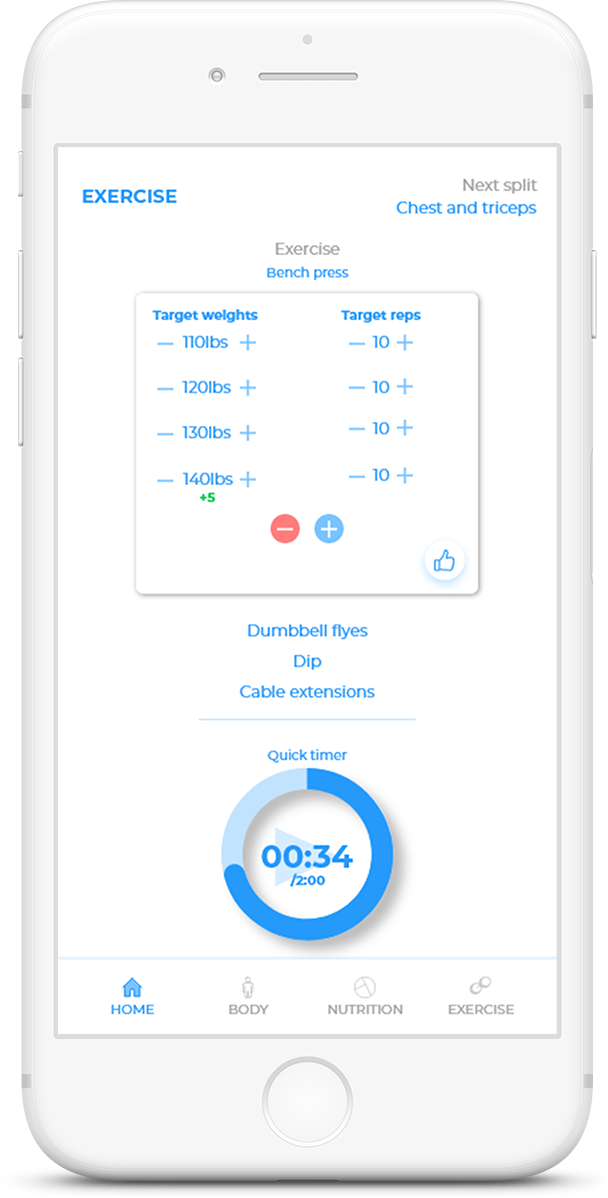 EXERCISE
Next split
Chest and triceps
Exercise
Bench press
Target weights Target reps
— 110lbs + — 10 +
— 120lbs + — 10 +
— 130lbs + — 10 +
— 140lbs + — 10 +
+5
Dumbbell flyes
Dip
Cable extensions
Quick timer
00:34
/2:00
HOME BODY NUTRITION EXERCISE